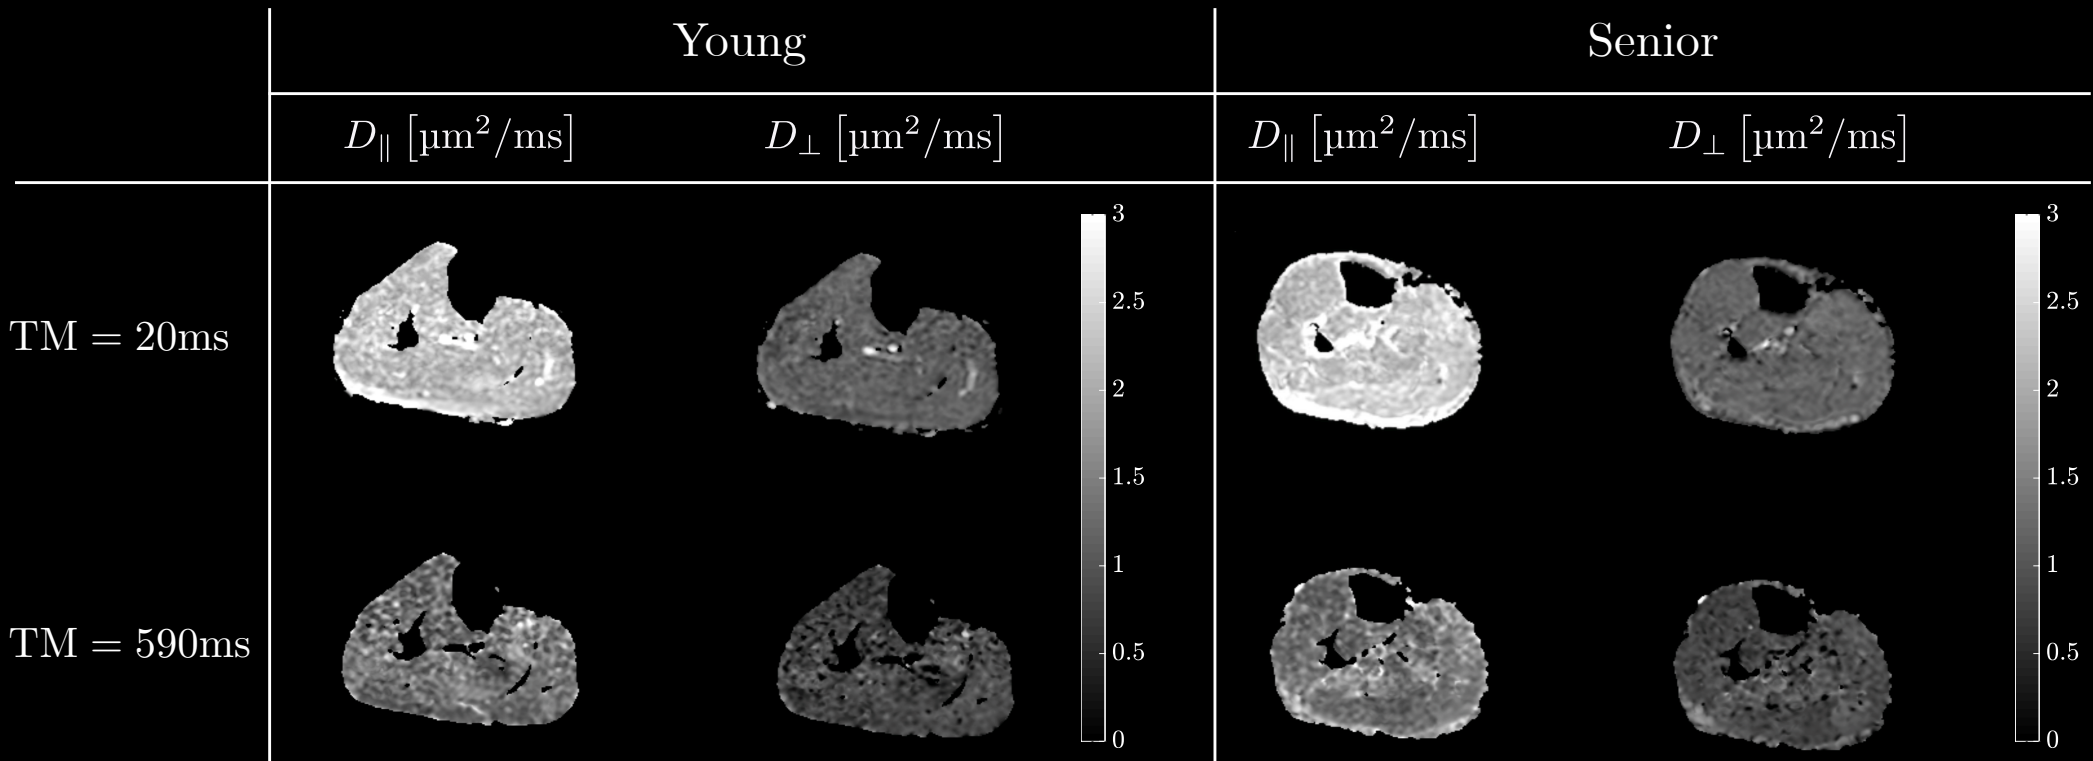 Young Senior
D∥ [µm²/ms] D⊥ [µm²/ms] D∥ [µm²/ms] D⊥ [µm²/ms]
3 3
2.5 2.5
TM = 20ms
2 2
1.5 1.5
1 1
TM = 590ms 0.5 0.5
0 0